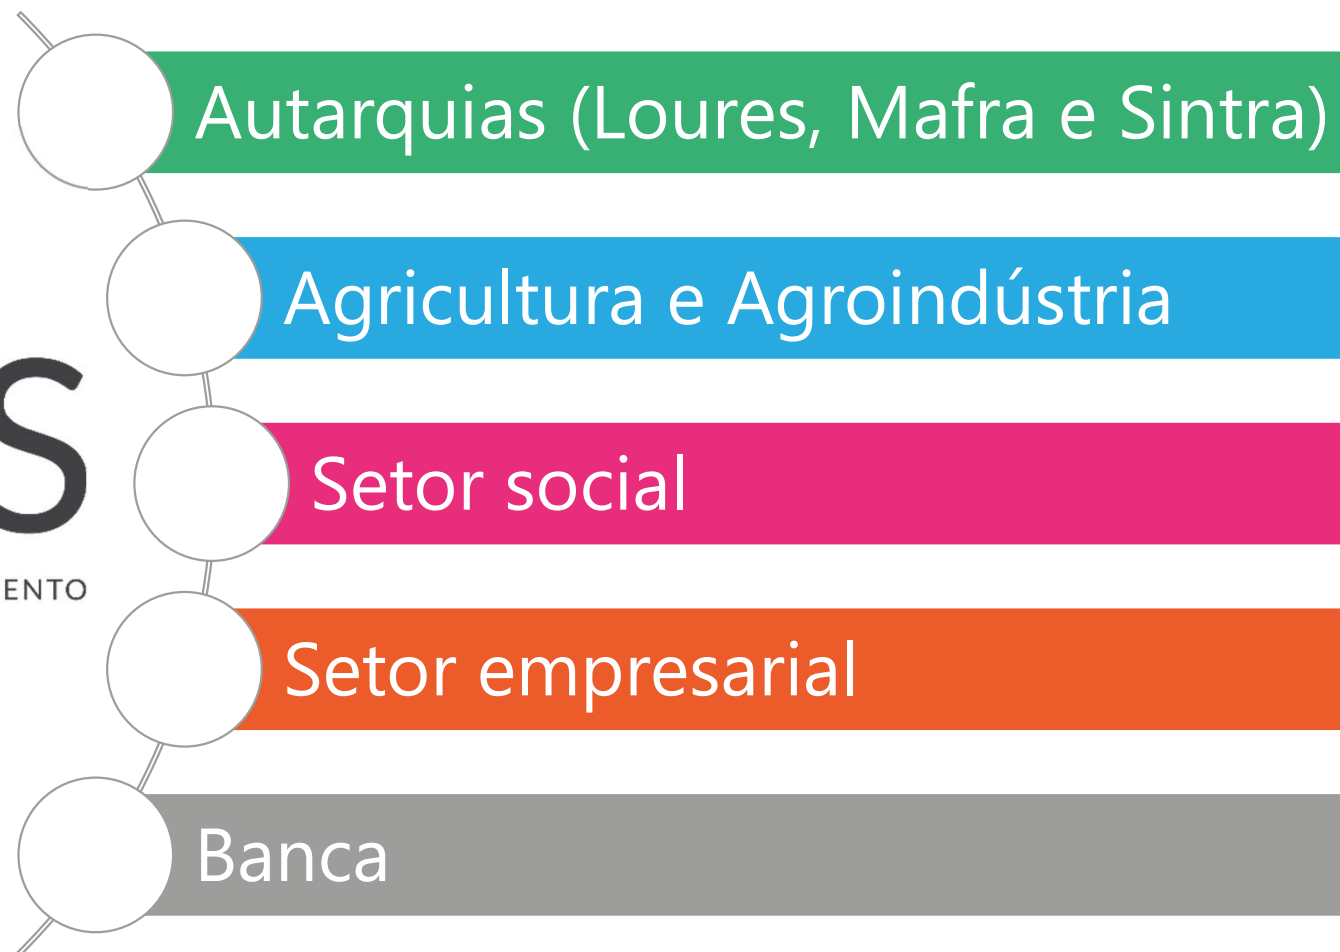 Autarquias (Loures, Mafra e Sintra)
Agricultura e Agroindústria
S
Setor social
ENTO
Setor empresarial
Banca